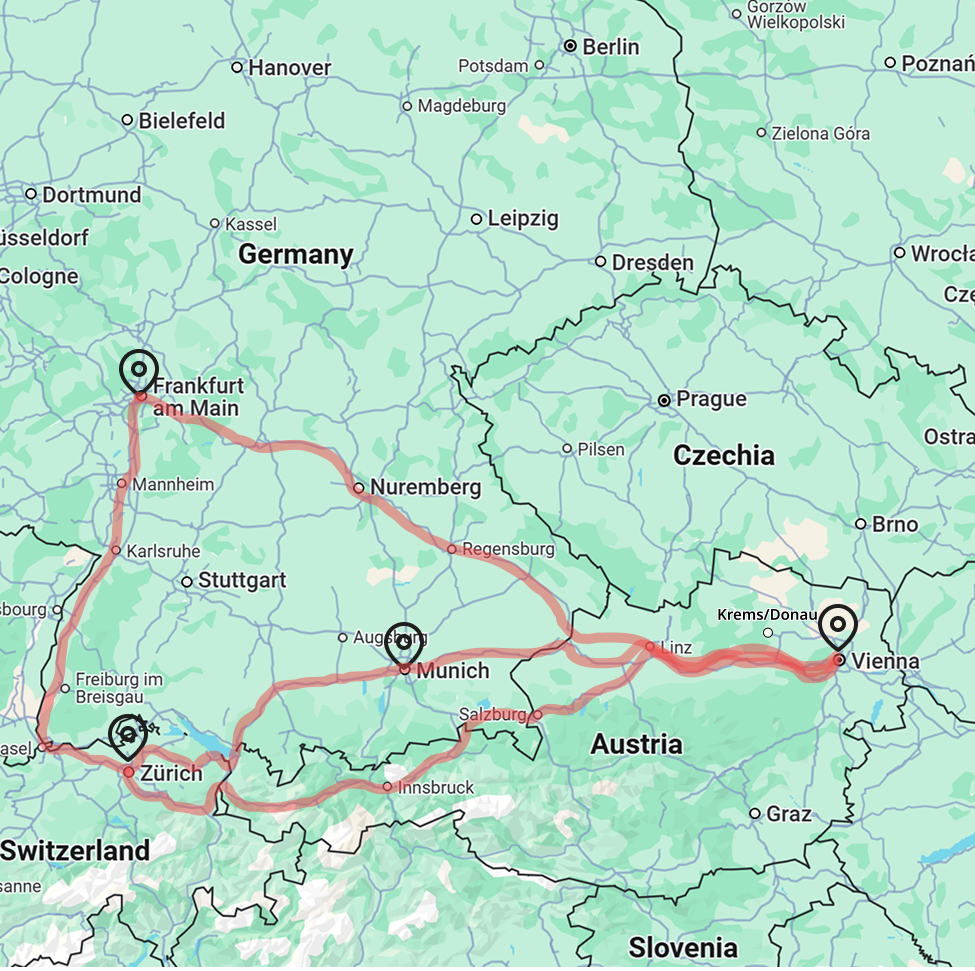 Gorzów
Wielkopolski
Berlin
Potsdam
Hanover
Poznań
Magdeburg
Bielefeld
Zielona Góra
Dortmund
Leipzig
Kassel
üsseldorf
Germany
Wrocła
Dresden
Cologne
Czę
Frankfurt
am Main
Prague
Ostra
Pilsen
Czechia
Mannheim
Nuremberg
Brno
Karlsruhe
Regensburg
Stuttgart
sbourg
Krems/Donau
Augsburg
Linz
Vienna
Munich
Freiburg im
Breisgau
Salzburg
asel
Austria
Zürich
Innsbruck
Graz
Switzerland
sanne
Slovenia